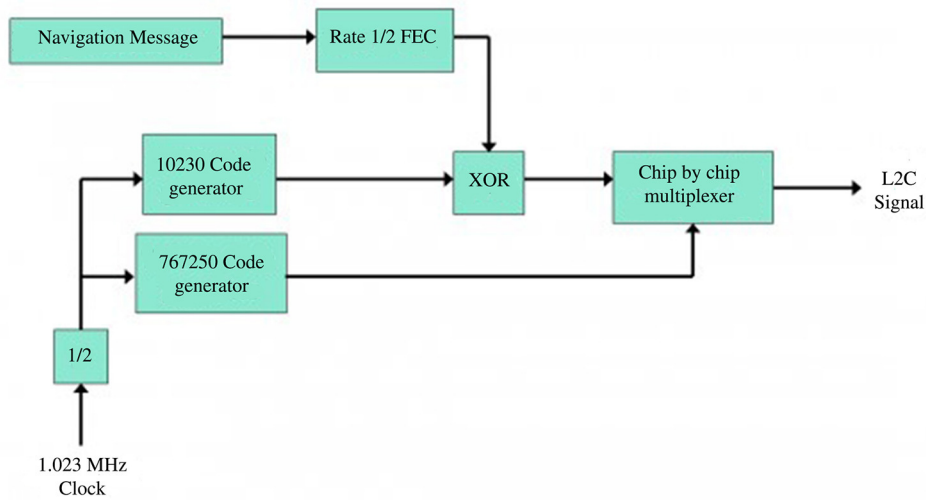 Navigation Message
Rate 1/2 FEC
10230 Code
generator
XOR
Chip by chip
multiplexer
L2C
Signal
767250 Code
generator
1/2
1.023 MHz
Clock